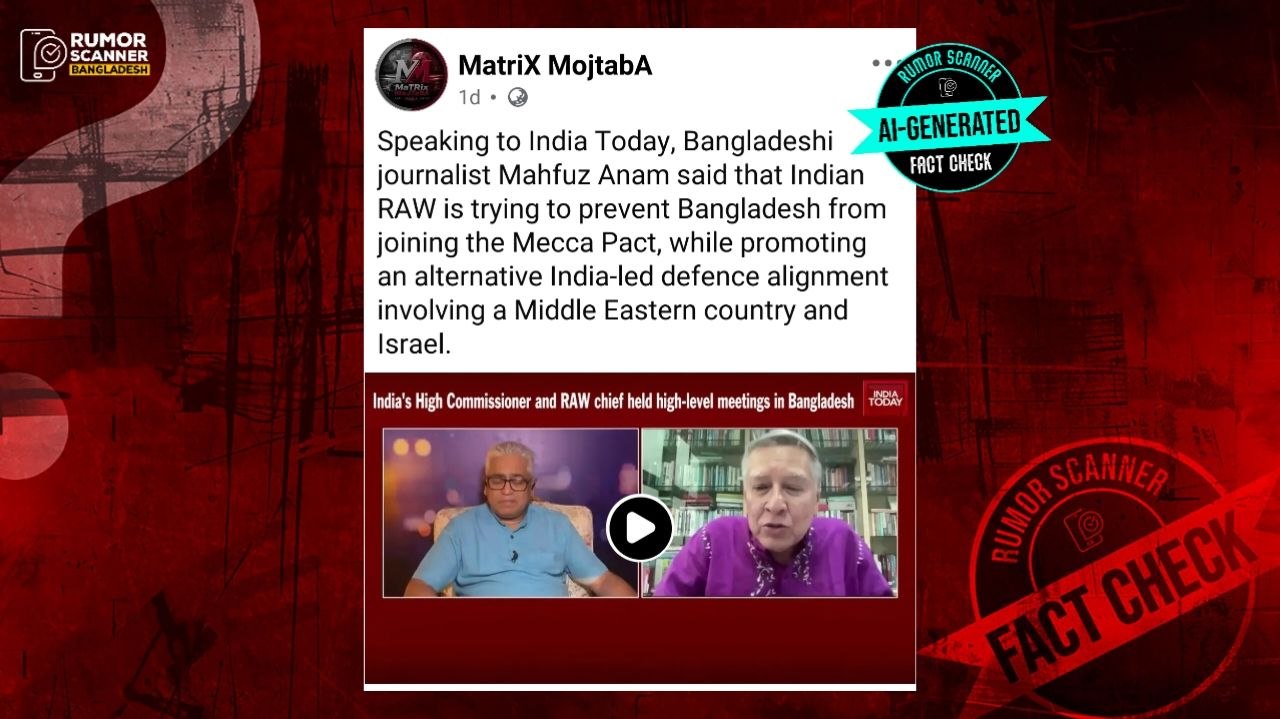 RUMOR
SCANNER
BANGLADESH
MatriX MojtabA
1d
RUMOR SCANNER
AI-GENERATED
FACT CHECK
Speaking to India Today, Bangladeshi
journalist Mahfuz Anam said that Indian
RAW is trying to prevent Bangladesh from
joining the Mecca Pact, while promoting
an alternative India-led defence alignment
involving a Middle Eastern country and
Israel.
India's High Commissioner and RAW chief held high-level meetings in Bangladesh
INDIA
TODAY
RUMOR SCANNER
FACT CHECK